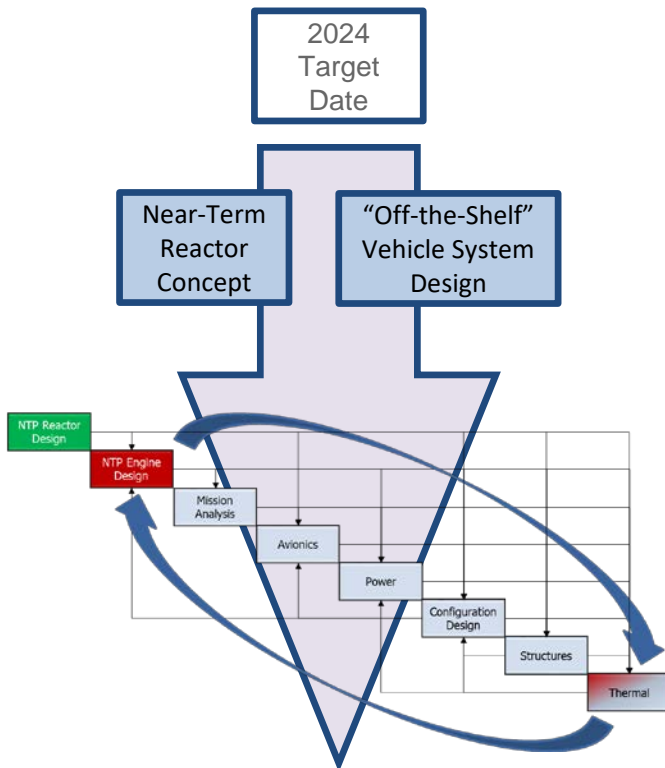 2024
Target
Date
Near-Term
Reactor
Concept
“Off-the-Shelf”
Vehicle System
Design
NTP Reactor
Design
NTP Engine
Design
Mission
Analysis
Avionics
Power
Configuration
Design
Structures
Thermal